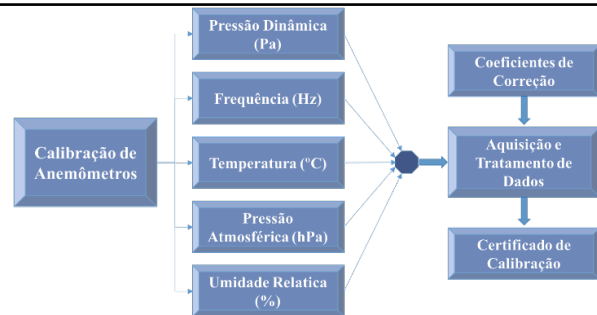 Calibração de
Anemômetros
Pressão Dinâmica
(Pa)
Frequência (Hz)
Temperatura (ºC)
Pressão
Atmosférica (hPa)
Umidade Relatica
(%)
Coeficientes de
Correção
Aquisição e
Tratamento de
Dados
Certificado de
Calibração